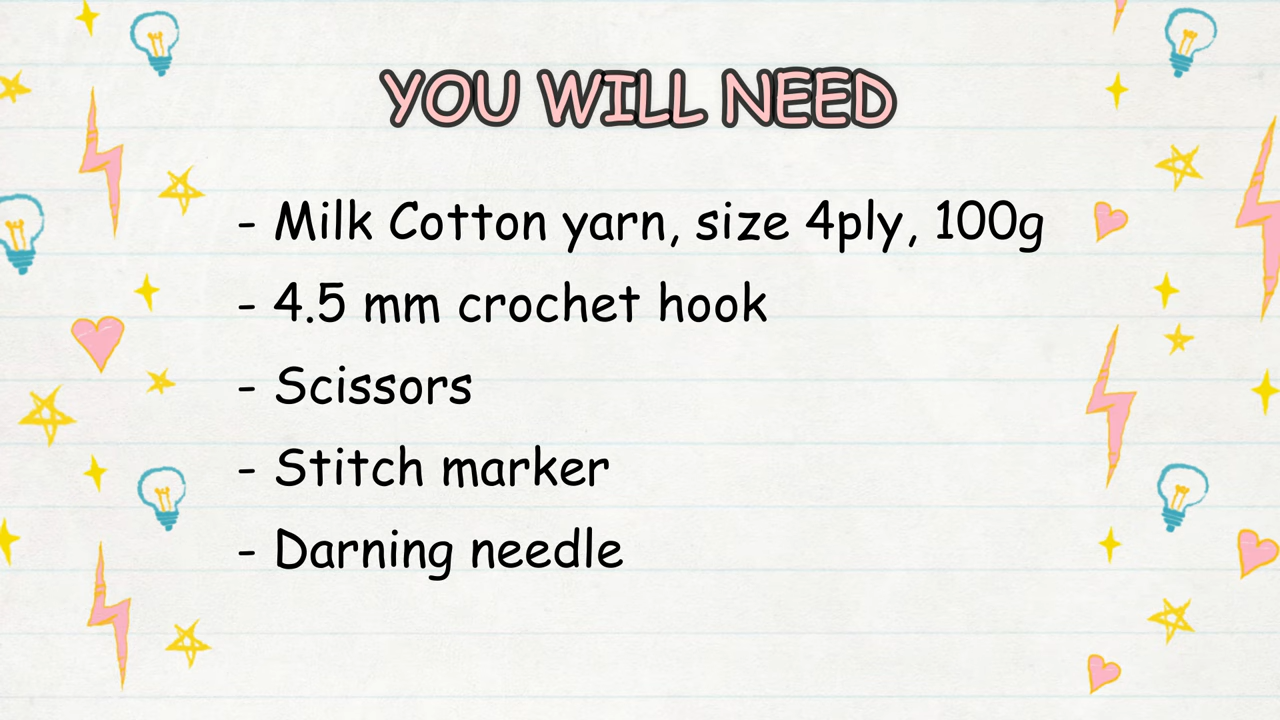 YOU WILL NEED
- Milk Cotton yarn, size 4ply, 100g
- 4.5 mm crochet hook
- Scissors
- Stitch marker
- Darning needle